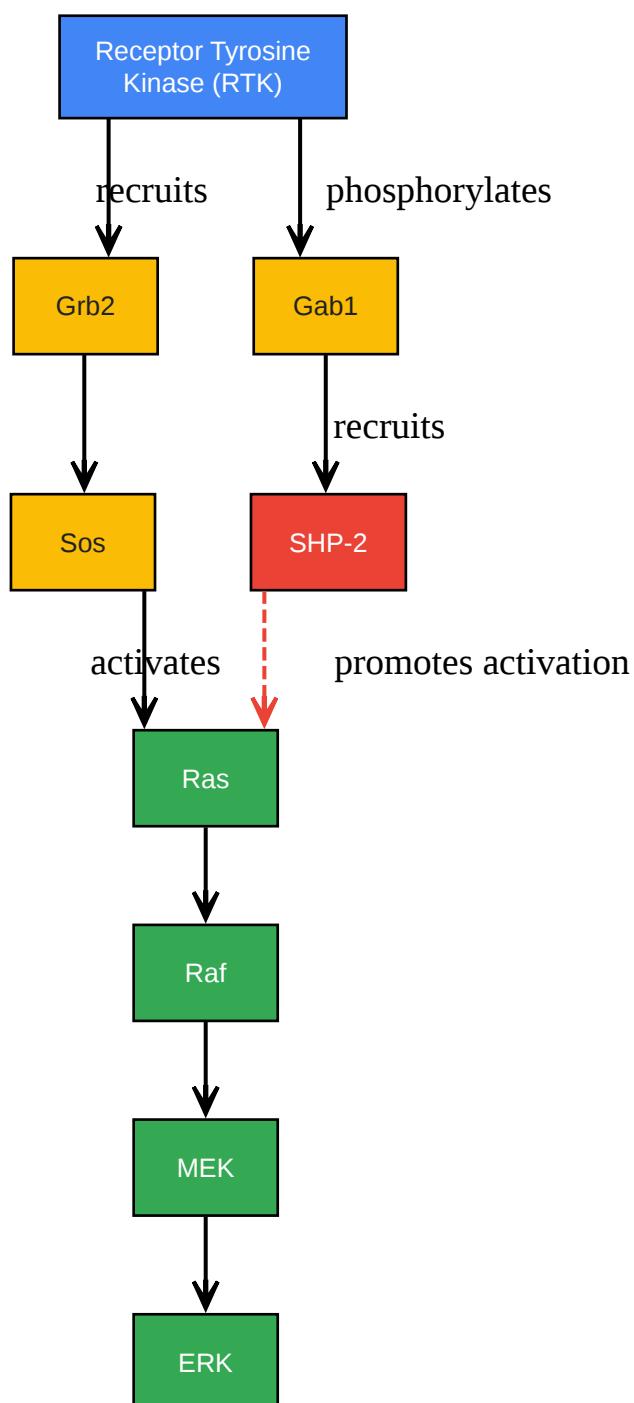 Receptor Tyrosine
Kinase (RTK)
recruits
phosphorylates
Grb2
Gab1
recruits
Sos
SHP-2
activates
promotes activation
Ras
Raf
MEK
ERK